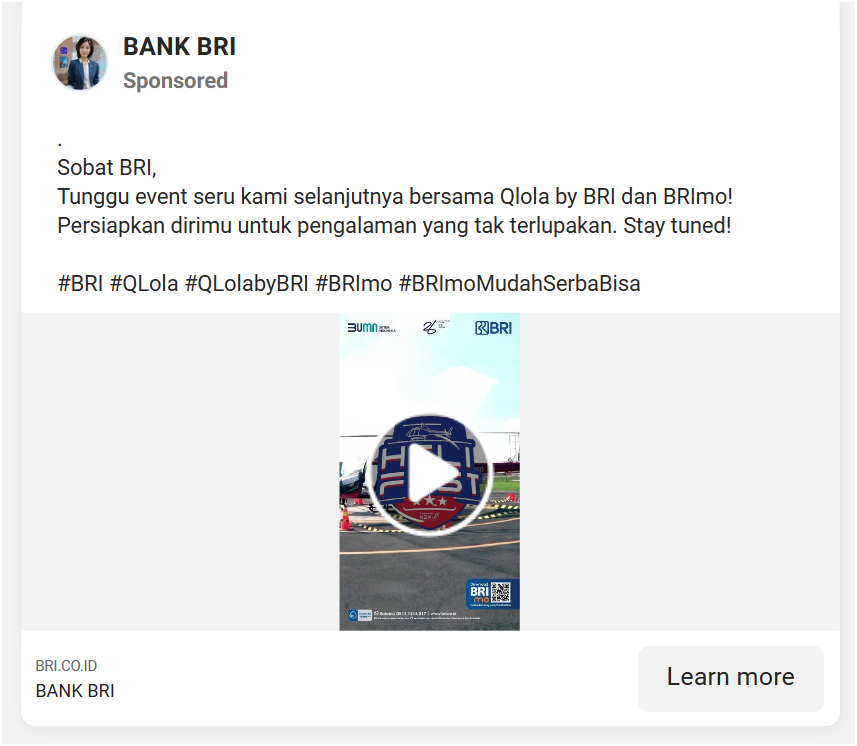 BANK BRI
Sponsored
.
Sobat BRI,
Tunggu event seru kami selanjutnya bersama Qlola by BRI dan BRImo!
Persiapkan dirimu untuk pengalaman yang tak terlupakan. Stay tuned!
#BRI #QLola #QLolabyBRI #BRImo #BRImoMudahSerbaBisa
BUMN UNTUK INDONESIA
BRI
HELI
FEST
Download
BRI
mo
BRI.CO.ID
BANK BRI
Learn more